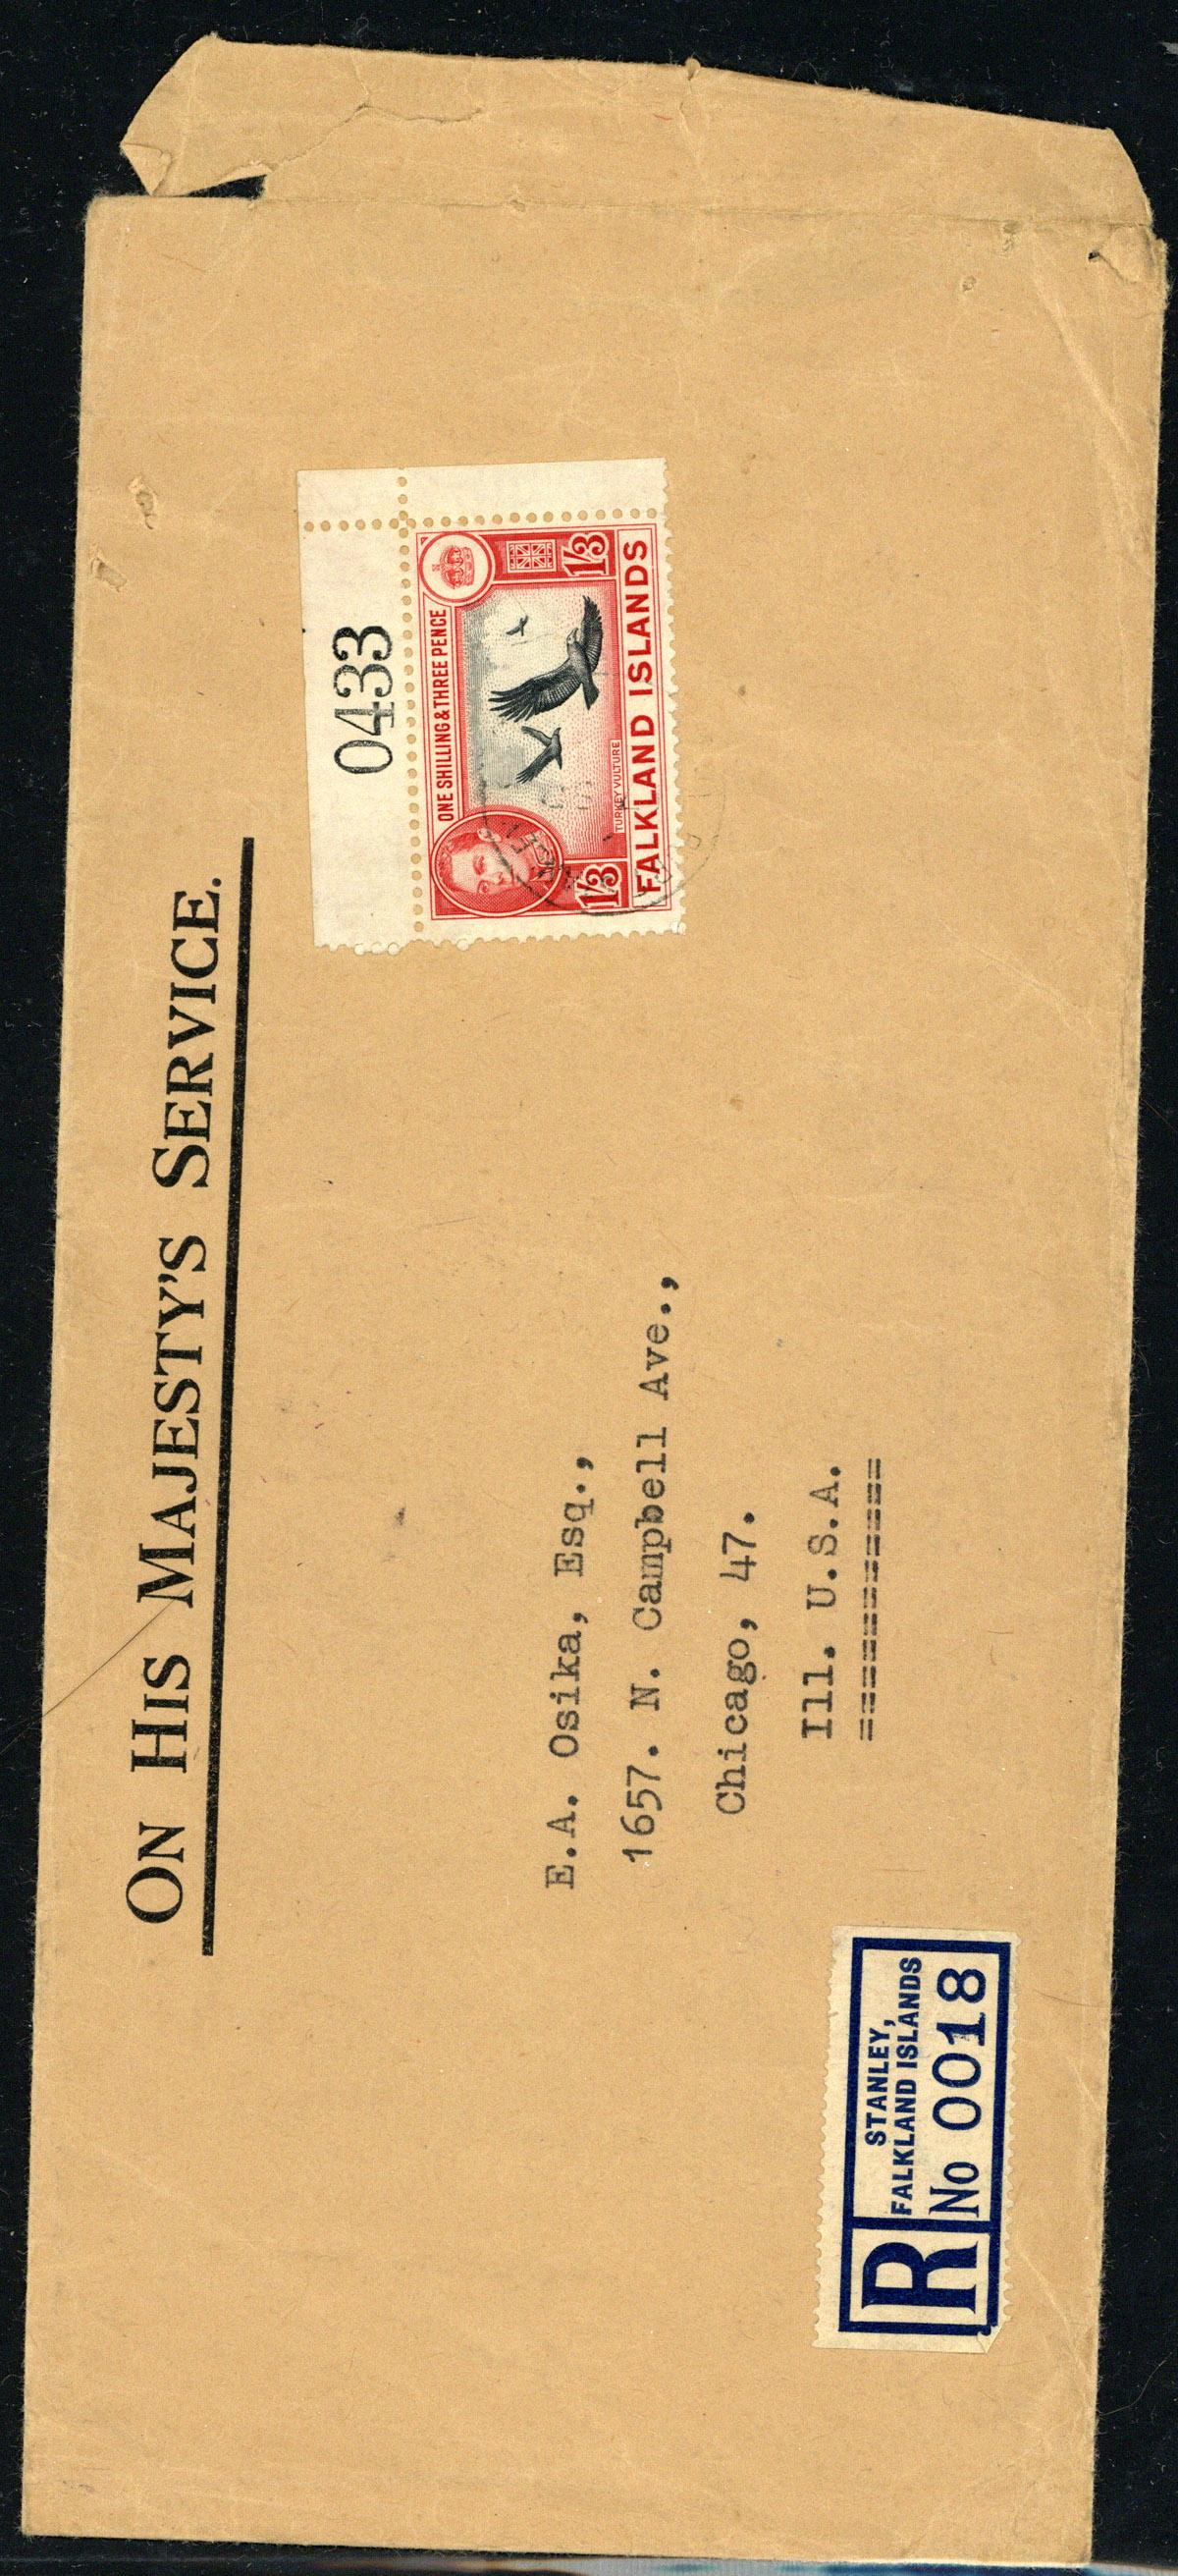 ON HIS MAJESTY'S SERVICE.
0433
ONE SHILLING & THREE PENCE
1/3
1/3
TURKEY VULTURE
FALKLAND ISLANDS
E.A. Osika, Esq.,
1657. N. Campbell Ave.,
Chicago, 47.
Ill. U.S.A.
==============
R
STANLEY,
FALKLAND ISLANDS
No 0018